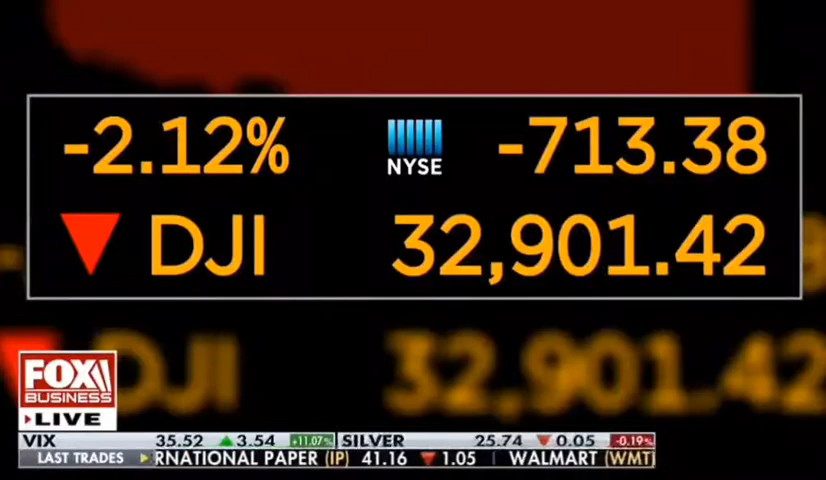 -2.12% NYSE -713.38
▼ DJI 32,901.42
DJI 32,901.42
FOX
BUSINESS
LIVE
VIX 35.52 ▲ 3.54 +11.07% SILVER 25.74 ▼ 0.05 -0.19%
LAST TRADES RNATIONAL PAPER (IP) 41.16 ▼ 1.05 WALMART (WMT)